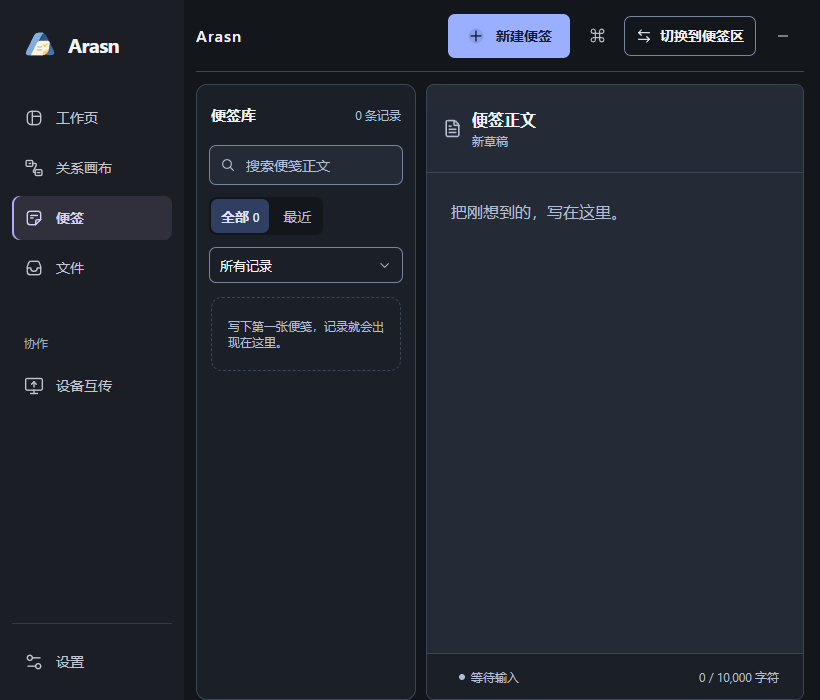 Arasn
工作页
关系画布
便签
文件
协作
设备互传
设置
Arasn
新建便签
切换到便签区
便签库
0 条记录
搜索便笺正文
全部 0
最近
所有记录
写下第一张便笺，记录就会出
现在这里。
便签正文
新草稿
把刚想到的，写在这里。
等待输入
0 / 10,000 字符